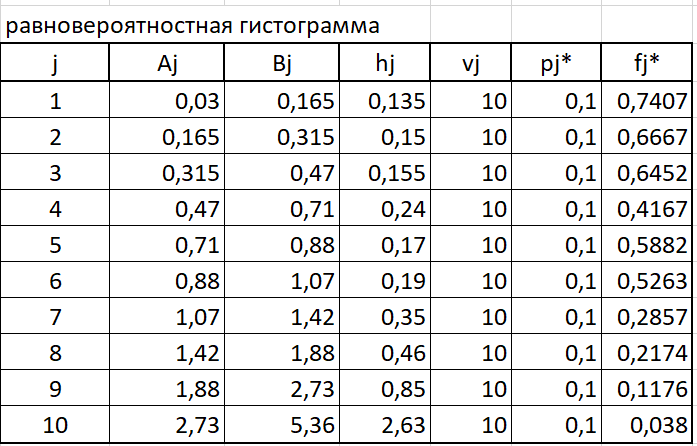 равновероятностная гистограмма
j Aj Bj hj vj pj* fj*
1 0,03 0,165 0,135 10 0,1 0,7407
2 0,165 0,315 0,15 10 0,1 0,6667
3 0,315 0,47 0,155 10 0,1 0,6452
4 0,47 0,71 0,24 10 0,1 0,4167
5 0,71 0,88 0,17 10 0,1 0,5882
6 0,88 1,07 0,19 10 0,1 0,5263
7 1,07 1,42 0,35 10 0,1 0,2857
8 1,42 1,88 0,46 10 0,1 0,2174
9 1,88 2,73 0,85 10 0,1 0,1176
10 2,73 5,36 2,63 10 0,1 0,038